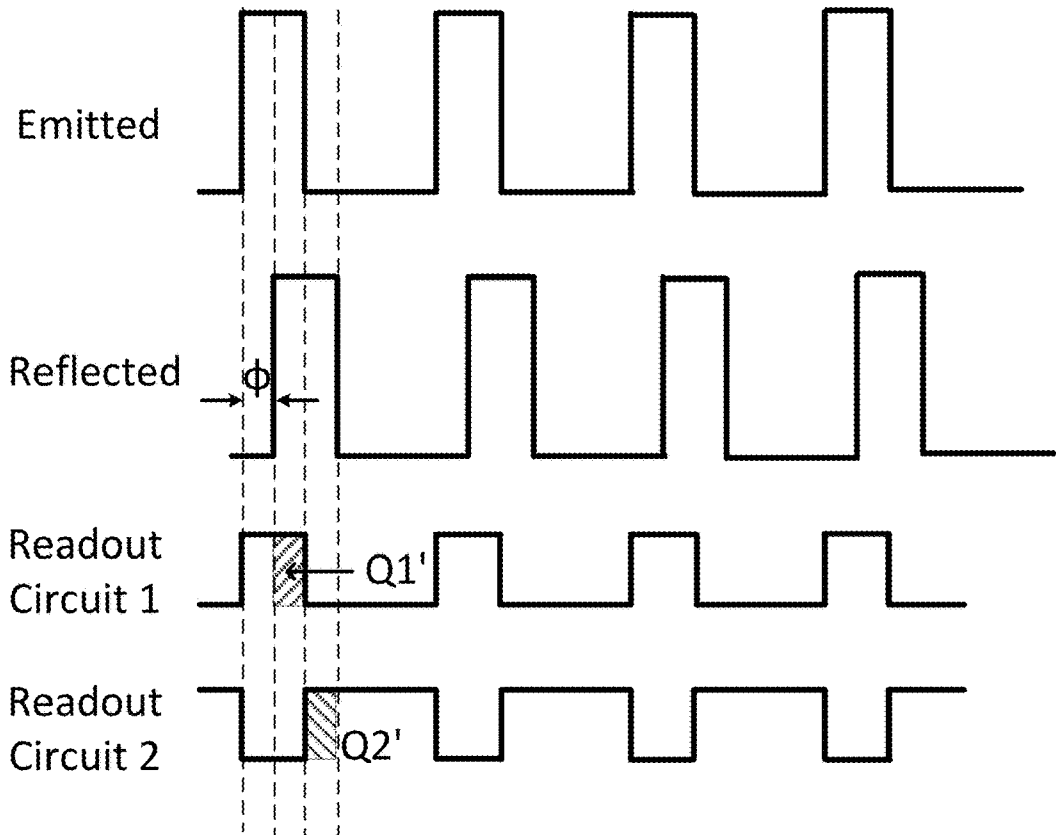 Emitted
Reflected
ϕ
Readout
Circuit 1
Q1'
Readout
Circuit 2
Q2'